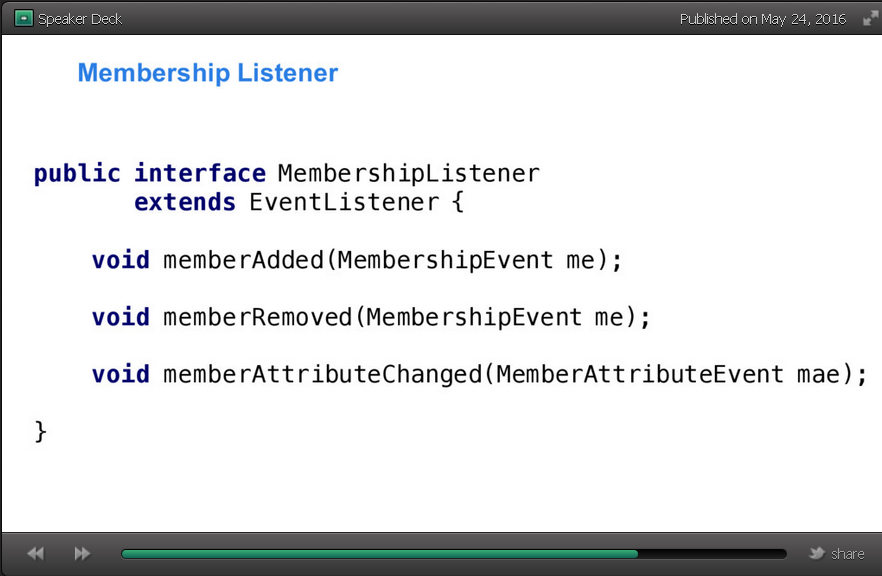 Speaker Deck
Published on May 24, 2016
Membership Listener
public interface MembershipListener
extends EventListener {
void memberAdded(MembershipEvent me);
void memberRemoved(MembershipEvent me);
void memberAttributeChanged(MemberAttributeEvent mae);
}
share